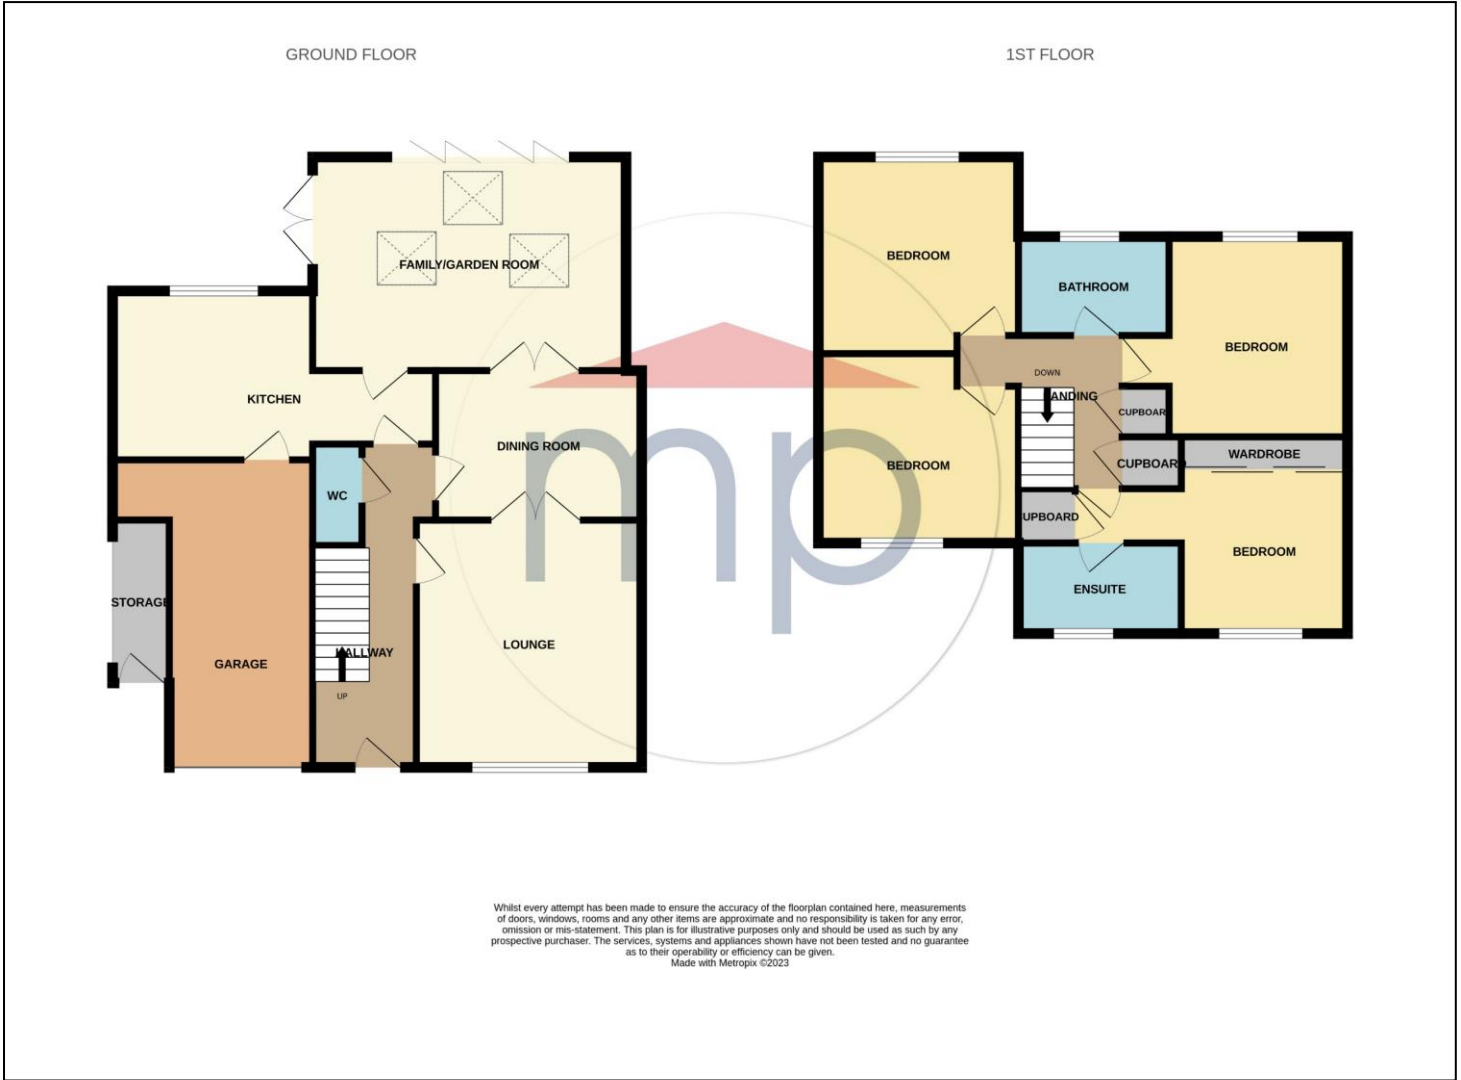 GROUND FLOOR
1ST FLOOR
FAMILY/GARDEN ROOM
KITCHEN
DINING ROOM
WC
STORAGE
GARAGE
HALLWAY
UP
LOUNGE
BEDROOM
BATHROOM
BEDROOM
DOWN
LANDING
CUPBOARD
BEDROOM
WARDROBE
CUPBOARD
CUPBOARD
BEDROOM
ENSUITE
mp
Whilst every attempt has been made to ensure the accuracy of the floorplan contained here, measurements
of doors, windows, rooms and any other items are approximate and no responsibility is taken for any error,
omission or mis-statement. This plan is for illustrative purposes only and should be used as such by any
prospective purchaser. The services, systems and appliances shown have not been tested and no guarantee
as to their operability or efficiency can be given.
Made with Metropix ©2023